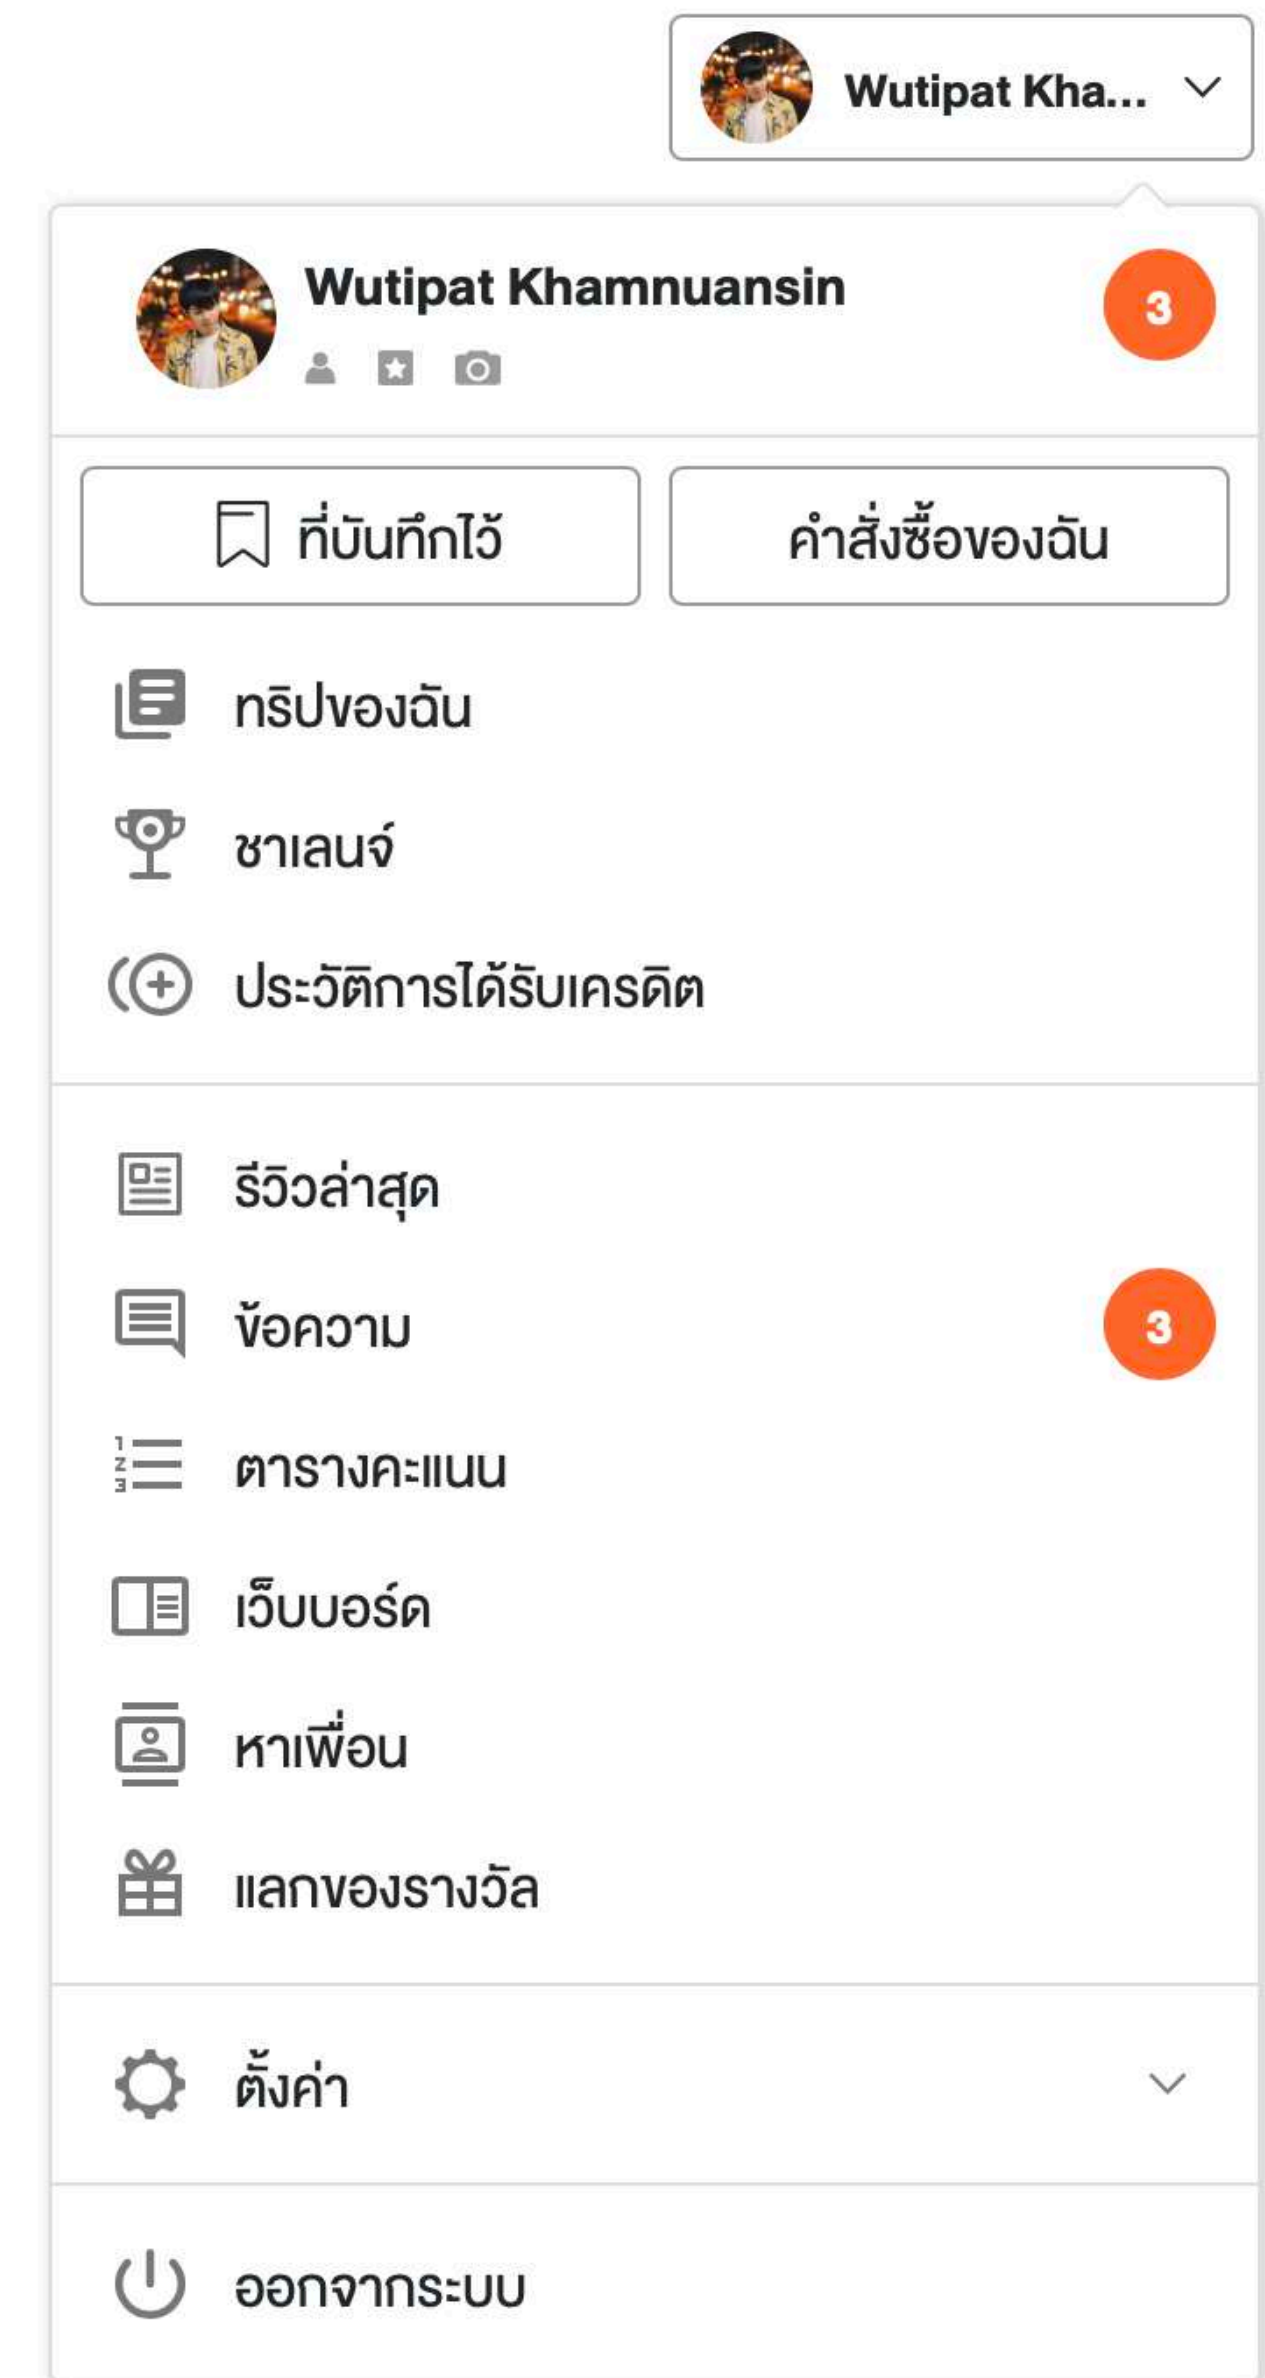 Wutipat Kha...
Wutipat Khamnuansin
3
ที่บันทึกไว้
คำสั่งซื้อของฉัน
ทริปของฉัน
ชาเลนจ์
ประวัติการได้รับเครดิต
รีวิวล่าสุด
ข้อความ
3
ตารางคะแนน
เว็บบอร์ด
หาเพื่อน
แลกของรางวัล
ตั้งค่า
ออกจากระบบ